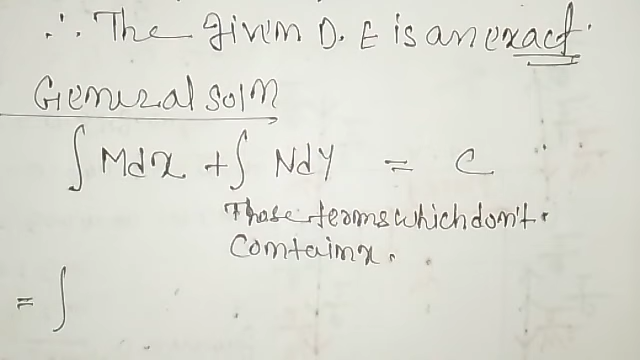 ∴ The given D.E is an exact.
General solⁿ
∫ Mdx + ∫ NdY = C
Those terms which don't
contain x.
= ∫